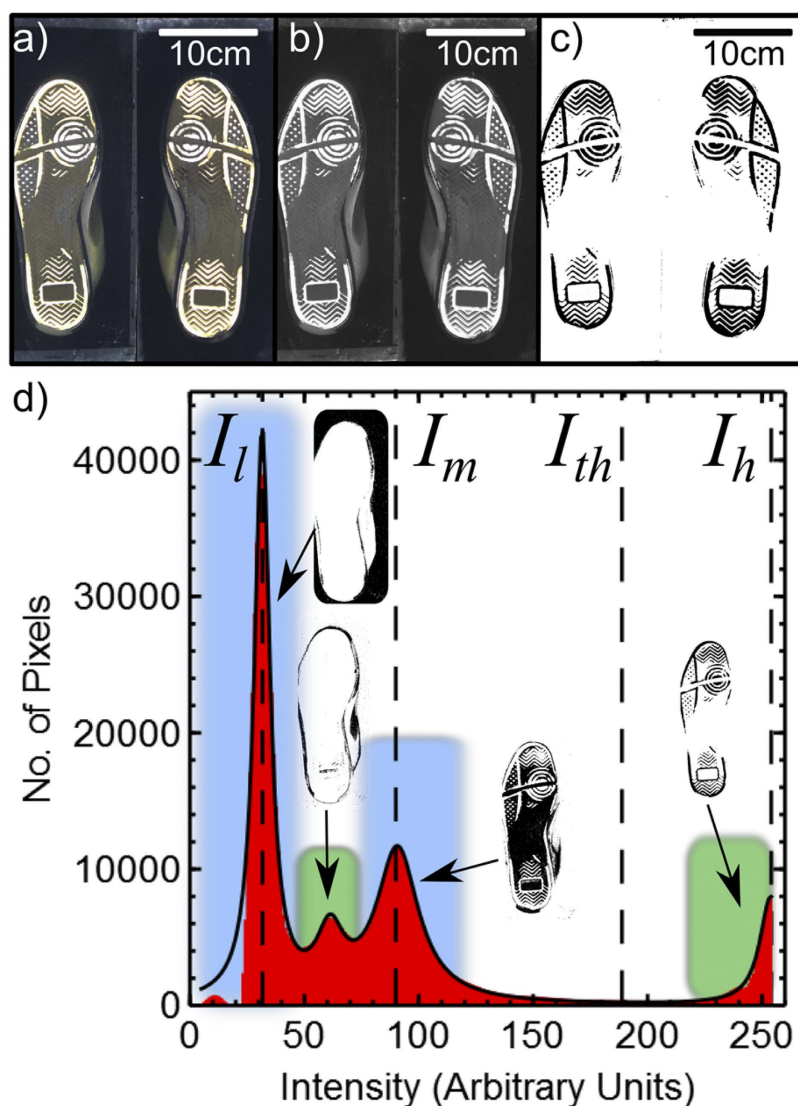 a)
10cm
b)
10cm
c)
10cm
d)
I_l
I_m
I_th
I_h
No. of Pixels
40000
30000
20000
10000
0
0 50 100 150 200 250
Intensity (Arbitrary Units)